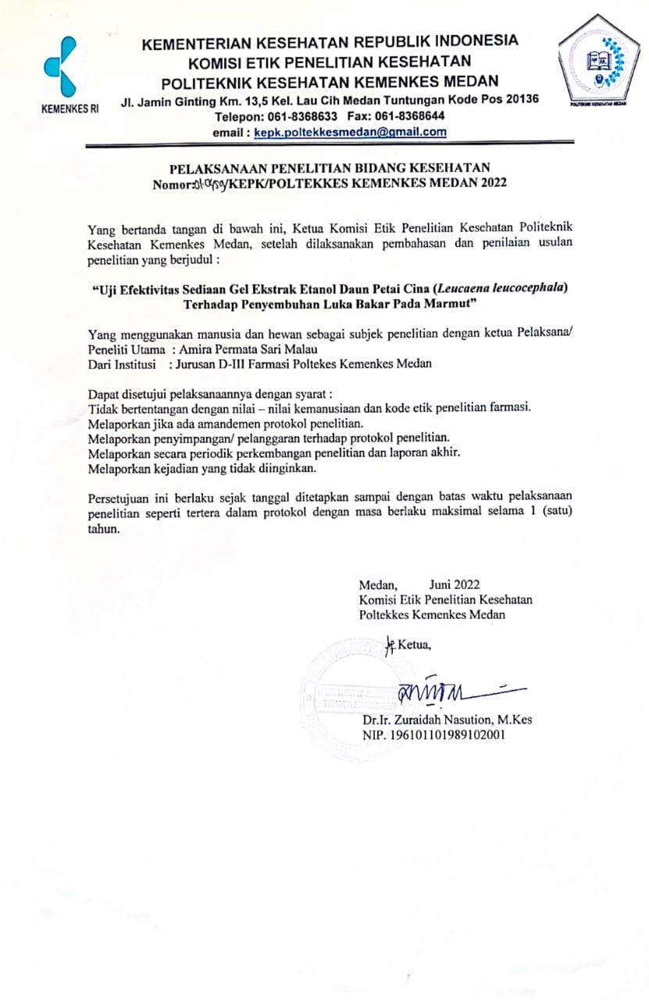 KEMENTERIAN KESEHATAN REPUBLIK INDONESIA
KOMISI ETIK PENELITIAN KESEHATAN
POLITEKNIK KESEHATAN KEMENKES MEDAN
Jl. Jamin Ginting Km. 13,5 Kel. Lau Cih Medan Tuntungan Kode Pos 20136
Telepon: 061-8368633 Fax: 061-8368644
email : kepk.poltekkesmedan@gmail.com
KEMENKES RI
POLITEKNIK KESEHATAN MEDAN
PELAKSANAAN PENELITIAN BIDANG KESEHATAN
Nomor: /KEPK/POLTEKKES KEMENKES MEDAN 2022
Yang bertanda tangan di bawah ini, Ketua Komisi Etik Penelitian Kesehatan Politeknik
Kesehatan Kemenkes Medan, setelah dilaksanakan pembahasan dan penilaian usulan
penelitian yang berjudul :
“Uji Efektivitas Sediaan Gel Ekstrak Etanol Daun Petai Cina (Leucaena leucocephala)
Terhadap Penyembuhan Luka Bakar Pada Marmut”
Yang menggunakan manusia dan hewan sebagai subjek penelitian dengan ketua Pelaksana/
Peneliti Utama : Amira Permata Sari Malau
Dari Institusi : Jurusan D-III Farmasi Poltekes Kemenkes Medan
Dapat disetujui pelaksanaannya dengan syarat :
Tidak bertentangan dengan nilai – nilai kemanusiaan dan kode etik penelitian farmasi.
Melaporkan jika ada amandemen protokol penelitian.
Melaporkan penyimpangan/ pelanggaran terhadap protokol penelitian.
Melaporkan secara periodik perkembangan penelitian dan laporan akhir.
Melaporkan kejadian yang tidak diinginkan.
Persetujuan ini berlaku sejak tanggal ditetapkan sampai dengan batas waktu pelaksanaan
penelitian seperti tertera dalam protokol dengan masa berlaku maksimal selama 1 (satu)
tahun.
Medan, Juni 2022
Komisi Etik Penelitian Kesehatan
Poltekkes Kemenkes Medan
Ketua,
Dr.Ir. Zuraidah Nasution, M.Kes
NIP. 196101101989102001